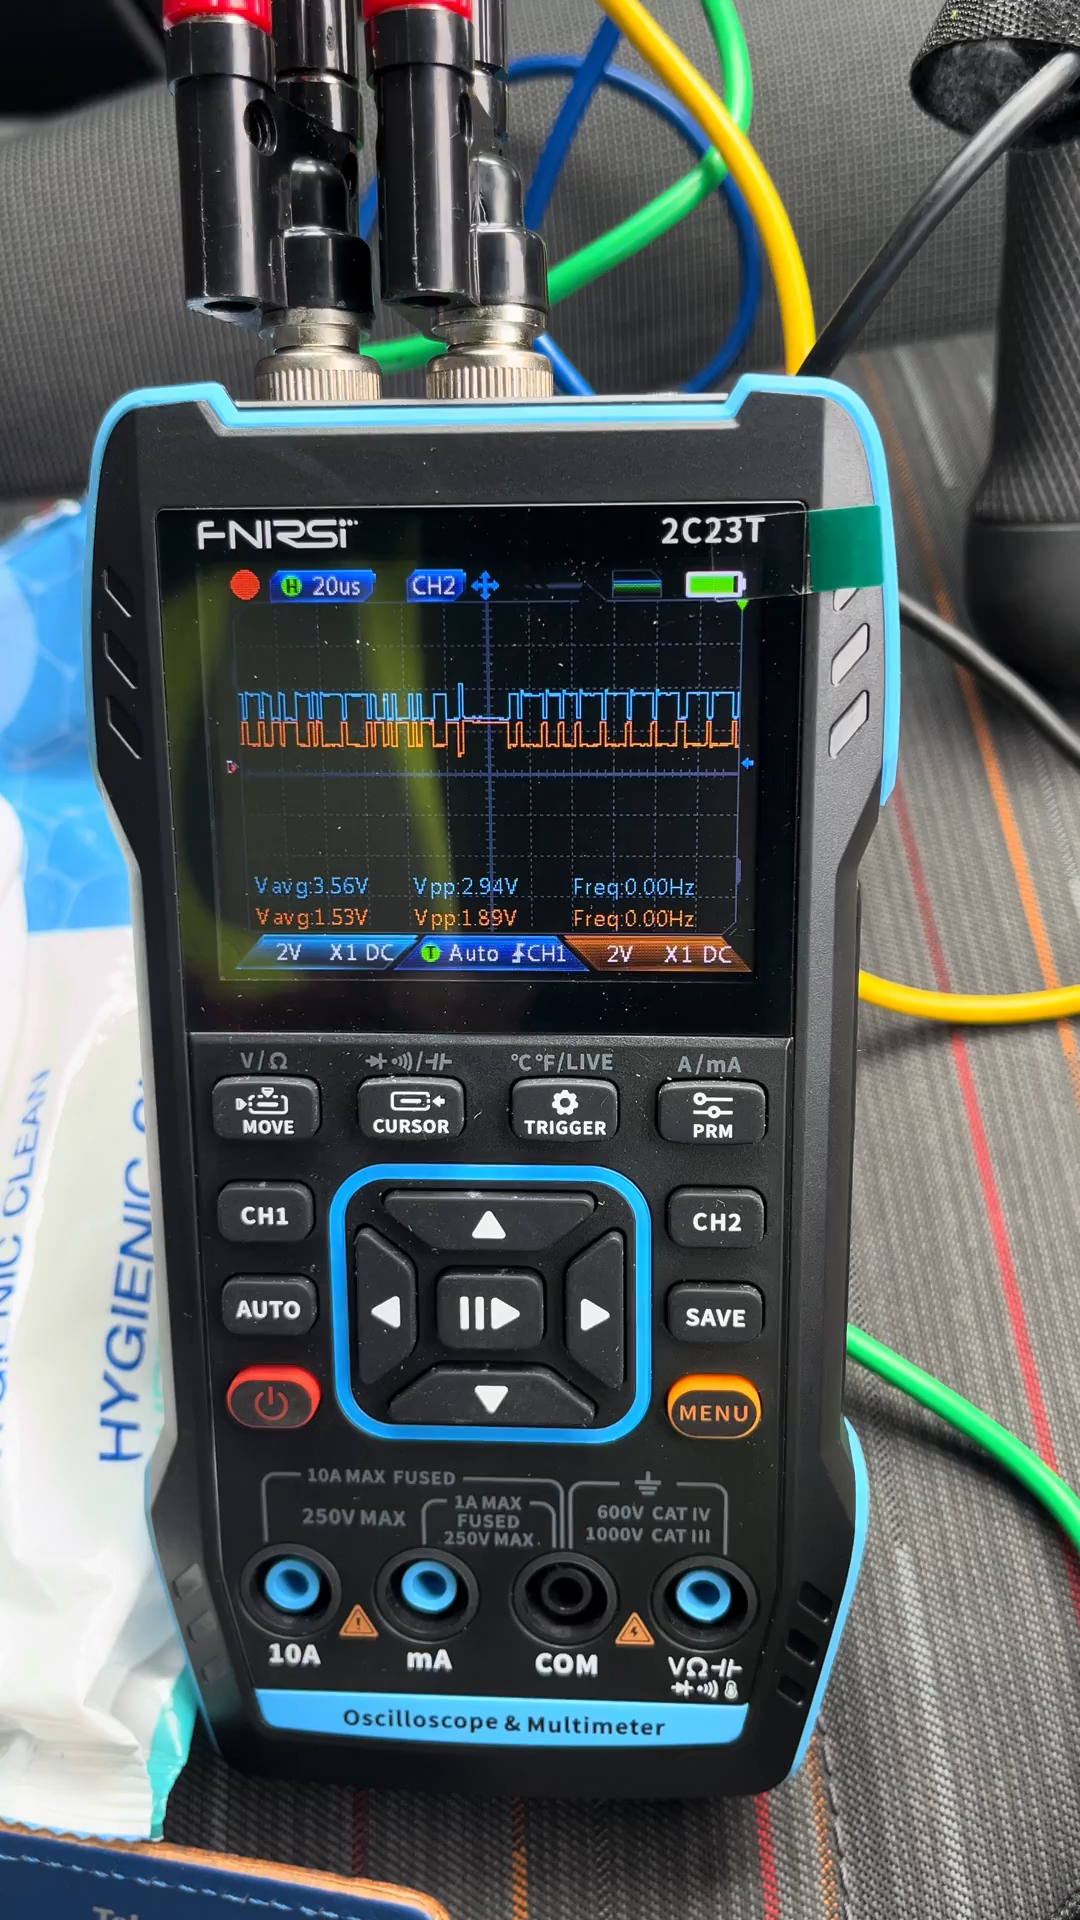 FNIRSI
2C23T
H 20us CH2
Vavg:3.56V Vpp:2.94V Freq:0.00Hz
Vavg:1.53V Vpp:1.89V Freq:0.00Hz
2V X1 DC T Auto CH1 2V X1 DC
V/Ω °C°F/LIVE A/mA
MOVE CURSOR TRIGGER PRM
CH1 CH2
AUTO SAVE
MENU
10A MAX FUSED
250V MAX
1A MAX
FUSED
250V MAX
600V CAT IV
1000V CAT III
10A mA COM VΩ
Oscilloscope & Multimeter
HYGIENIC
HYGIENIC CLEAN